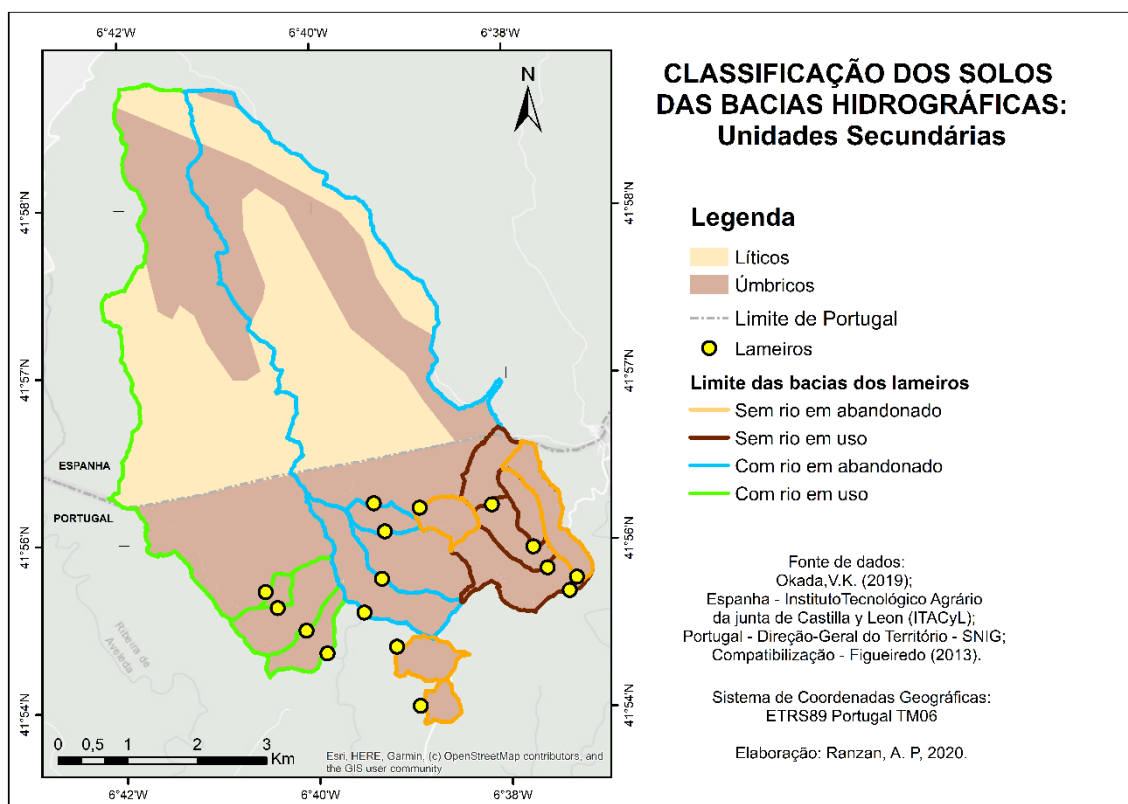 6°42'W
6°40'W
6°38'W
N
41°58'N
41°58'N
41°57'N
41°57'N
ESPANHA
PORTUGAL
41°56'N
41°56'N
Ribeira de
Aveleda
41°54'N
41°54'N
0 0,5 1 2 3
Km
Esri, HERE, Garmin, (c) OpenStreetMap contributors, and
the GIS user community
6°42'W
6°40'W
6°38'W
CLASSIFICAÇÃO DOS SOLOS
DAS BACIAS HIDROGRÁFICAS:
Unidades Secundárias
Legenda
Líticos
Úmbricos
Limite de Portugal
Lameiros
Limite das bacias dos lameiros
Sem rio em abandonado
Sem rio em uso
Com rio em abandonado
Com rio em uso
Fonte de dados:
Okada,V.K. (2019);
Espanha - InstitutoTecnológico Agrário
da junta de Castilla y Leon (ITACyL);
Portugal - Direção-Geral do Território - SNIG;
Compatibilização - Figueiredo (2013).
Sistema de Coordenadas Geográficas:
ETRS89 Portugal TM06
Elaboração: Ranzan, A. P, 2020.